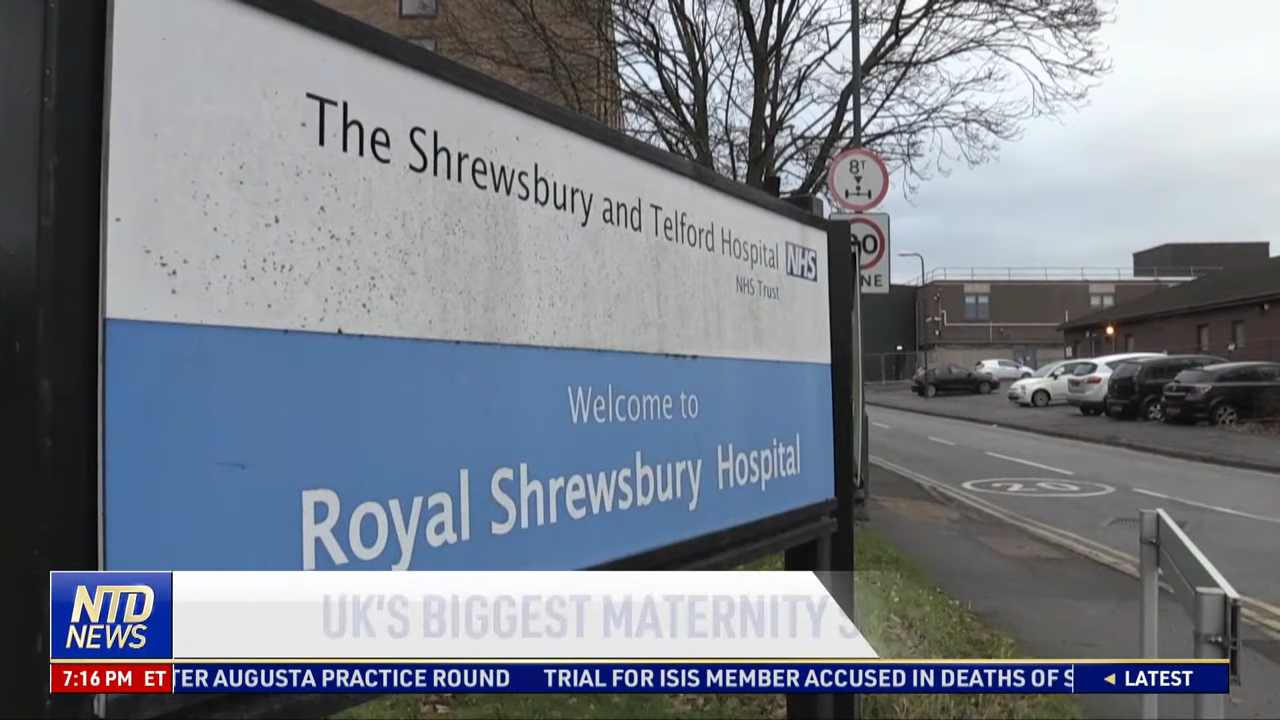 The Shrewsbury and Telford Hospital NHS
NHS Trust
8T
NE
Welcome to
Royal Shrewsbury Hospital
20
NTD
NEWS
UK'S BIGGEST MATERNITY
7:16 PM ET
TER AUGUSTA PRACTICE ROUND TRIAL FOR ISIS MEMBER ACCUSED IN DEATHS OF S
LATEST